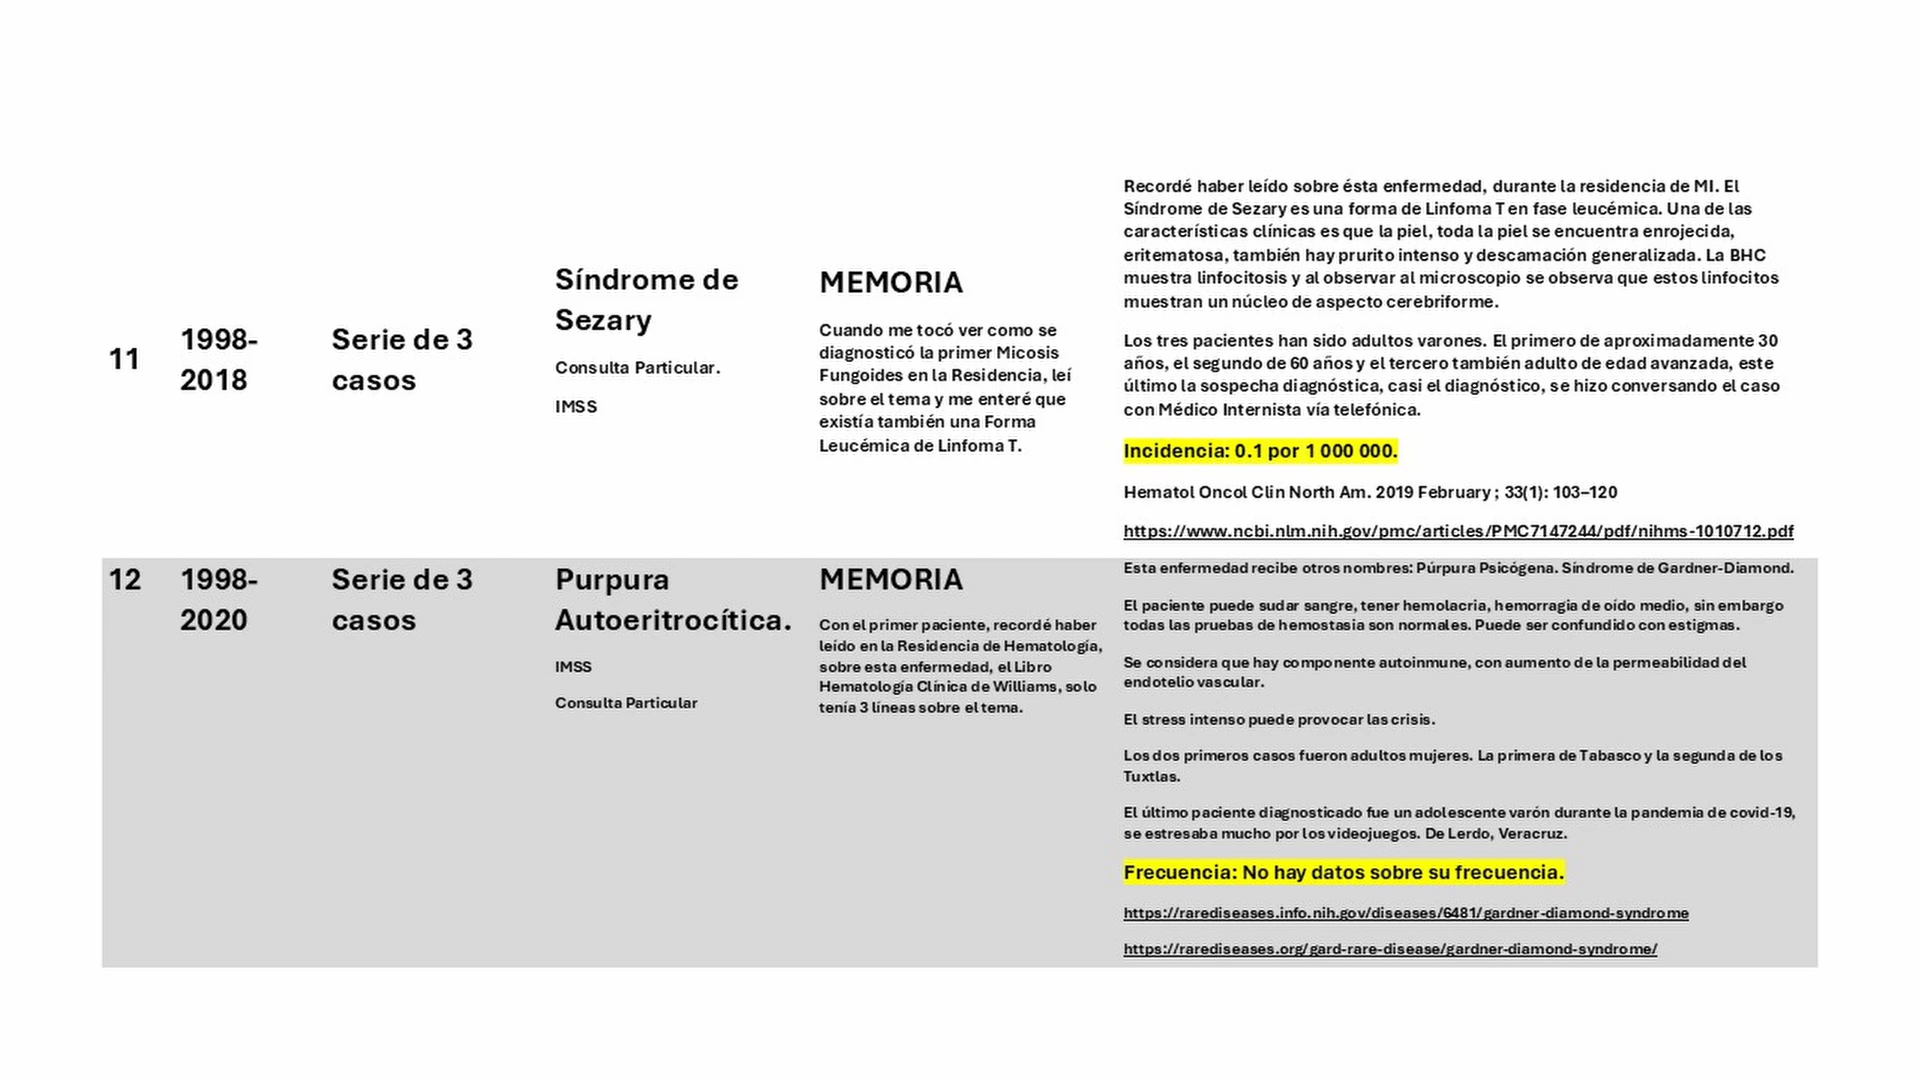 11
1998-
2018
Serie de 3
casos
Síndrome de
Sezary
Consulta Particular.
IMSS
MEMORIA
Cuando me tocó ver como se
diagnosticó la primer Micosis
Fungoides en la Residencia, leí
sobre el tema y me enteré que
existía también una Forma
Leucémica de Linfoma T.
Recordé haber leído sobre ésta enfermedad, durante la residencia de MI. El
Síndrome de Sezary es una forma de Linfoma T en fase leucémica. Una de las
características clínicas es que la piel, toda la piel se encuentra enrojecida,
eritematosa, también hay prurito intenso y descamación generalizada. La BHC
muestra linfocitosis y al observar al microscopio se observa que estos linfocitos
muestran un núcleo de aspecto cerebriforme.
Los tres pacientes han sido adultos varones. El primero de aproximadamente 30
años, el segundo de 60 años y el tercero también adulto de edad avanzada, este
último la sospecha diagnóstica, casi el diagnóstico, se hizo conversando el caso
con Médico Internista vía telefónica.
Incidencia: 0.1 por 1 000 000.
Hematol Oncol Clin North Am. 2019 February ; 33(1): 103–120
https://www.ncbi.nlm.nih.gov/pmc/articles/PMC7147244/pdf/nihms-1010712.pdf
12
1998-
2020
Serie de 3
casos
Purpura
Autoeritrocítica.
IMSS
Consulta Particular
MEMORIA
Con el primer paciente, recordé haber
leído en la Residencia de Hematología,
sobre esta enfermedad, el Libro
Hematología Clínica de Williams, solo
tenía 3 líneas sobre el tema.
Esta enfermedad recibe otros nombres: Púrpura Psicógena. Síndrome de Gardner-Diamond.
El paciente puede sudar sangre, tener hemolacria, hemorragia de oído medio, sin embargo
todas las pruebas de hemostasia son normales. Puede ser confundido con estigmas.
Se considera que hay componente autoinmune, con aumento de la permeabilidad del
endotelio vascular.
El stress intenso puede provocar las crisis.
Los dos primeros casos fueron adultos mujeres. La primera de Tabasco y la segunda de los
Tuxtlas.
El último paciente diagnosticado fue un adolescente varón durante la pandemia de covid-19,
se estresaba mucho por los videojuegos. De Lerdo, Veracruz.
Frecuencia: No hay datos sobre su frecuencia.
https://rarediseases.info.nih.gov/diseases/6481/gardner-diamond-syndrome
https://rarediseases.org/gard-rare-disease/gardner-diamond-syndrome/